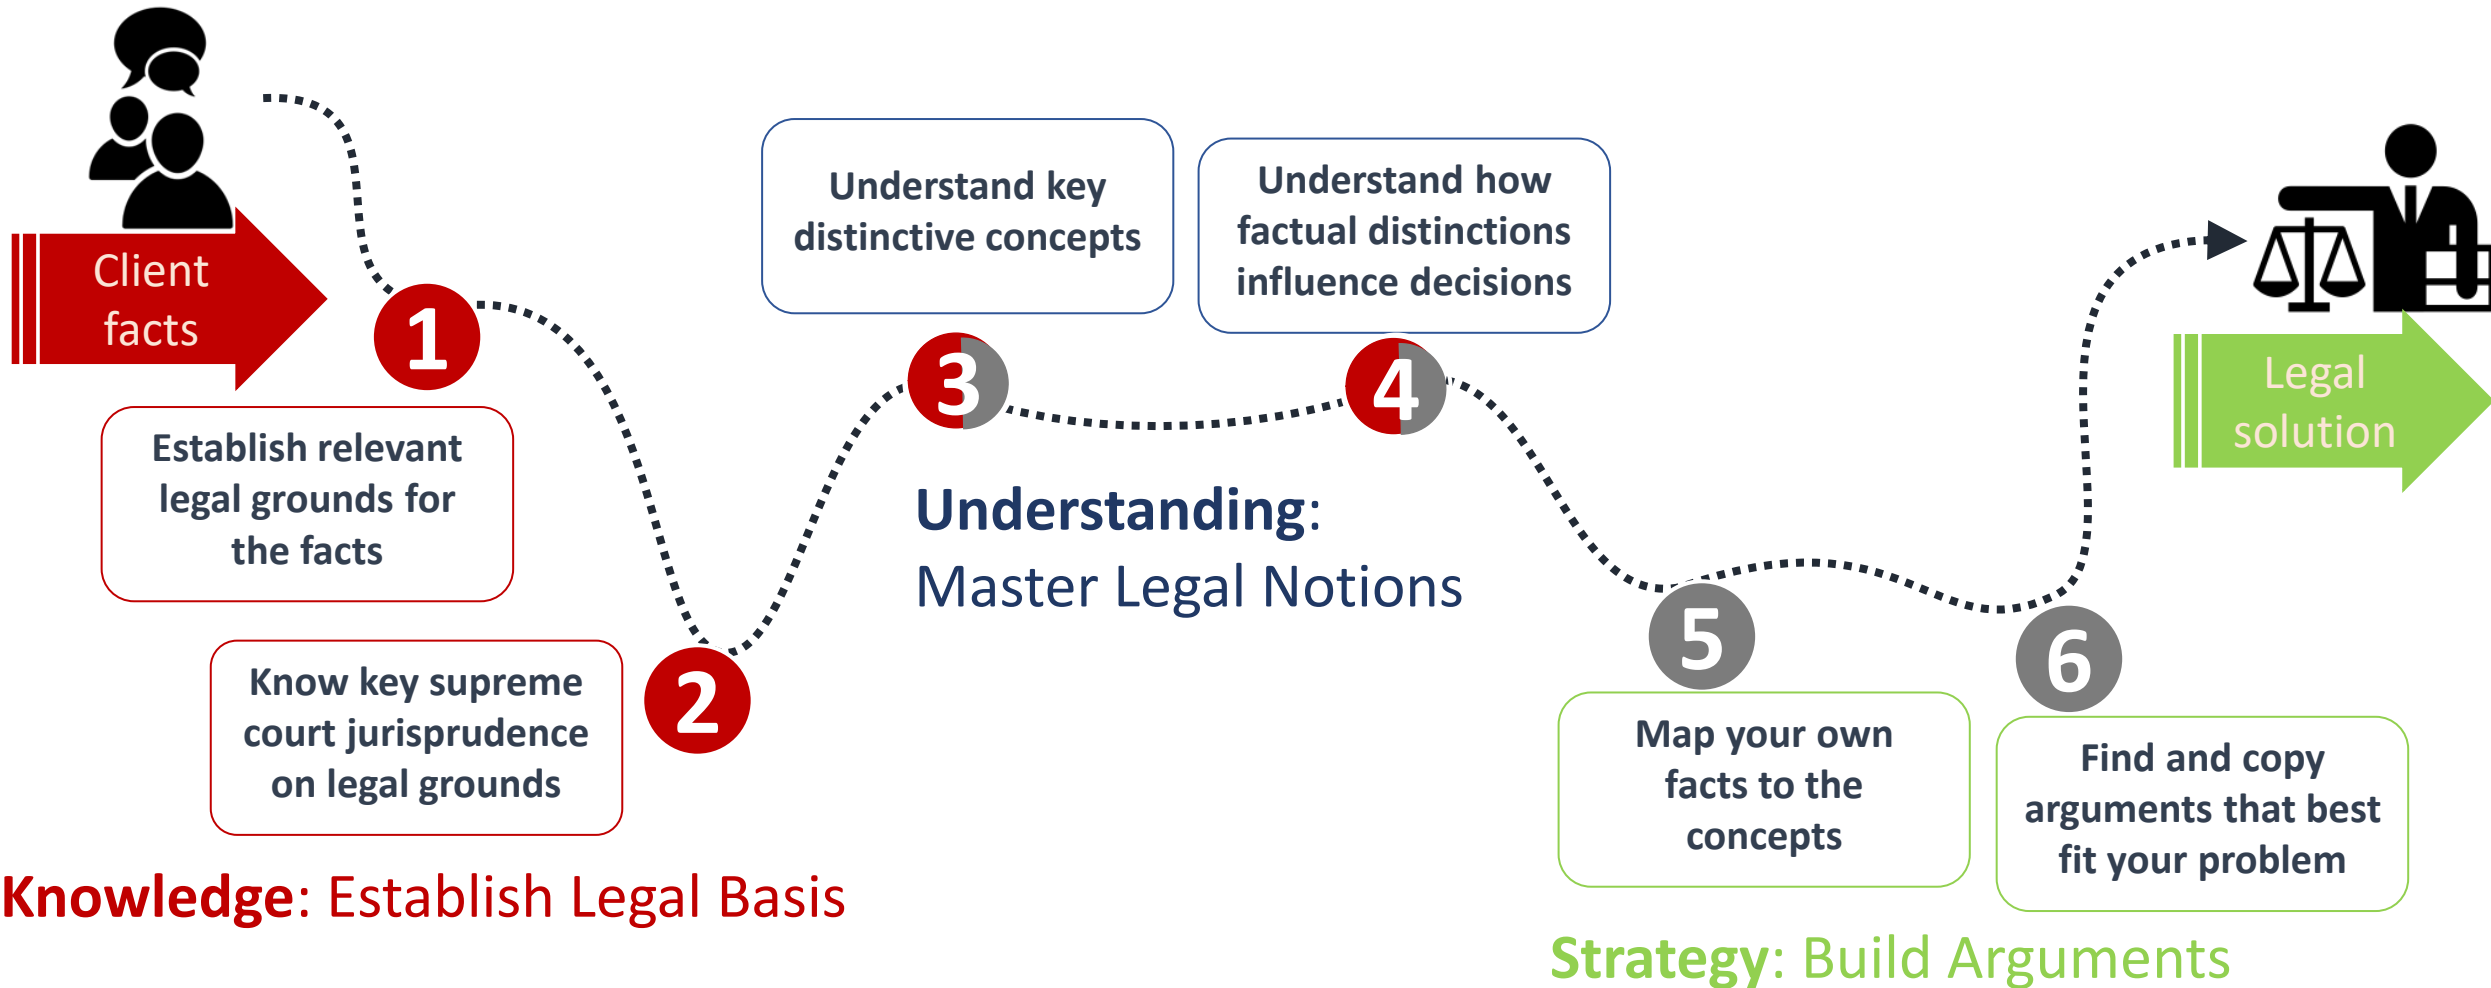 Client
facts
1
Establish relevant
legal grounds for
the facts
Know key supreme
court jurisprudence
on legal grounds
2
Knowledge: Establish Legal Basis
Understand key
distinctive concepts
3
Understand how
factual distinctions
influence decisions
4
Understanding:
Master Legal Notions
5
Map your own
facts to the
concepts
6
Find and copy
arguments that best
fit your problem
Strategy: Build Arguments
Legal
solution